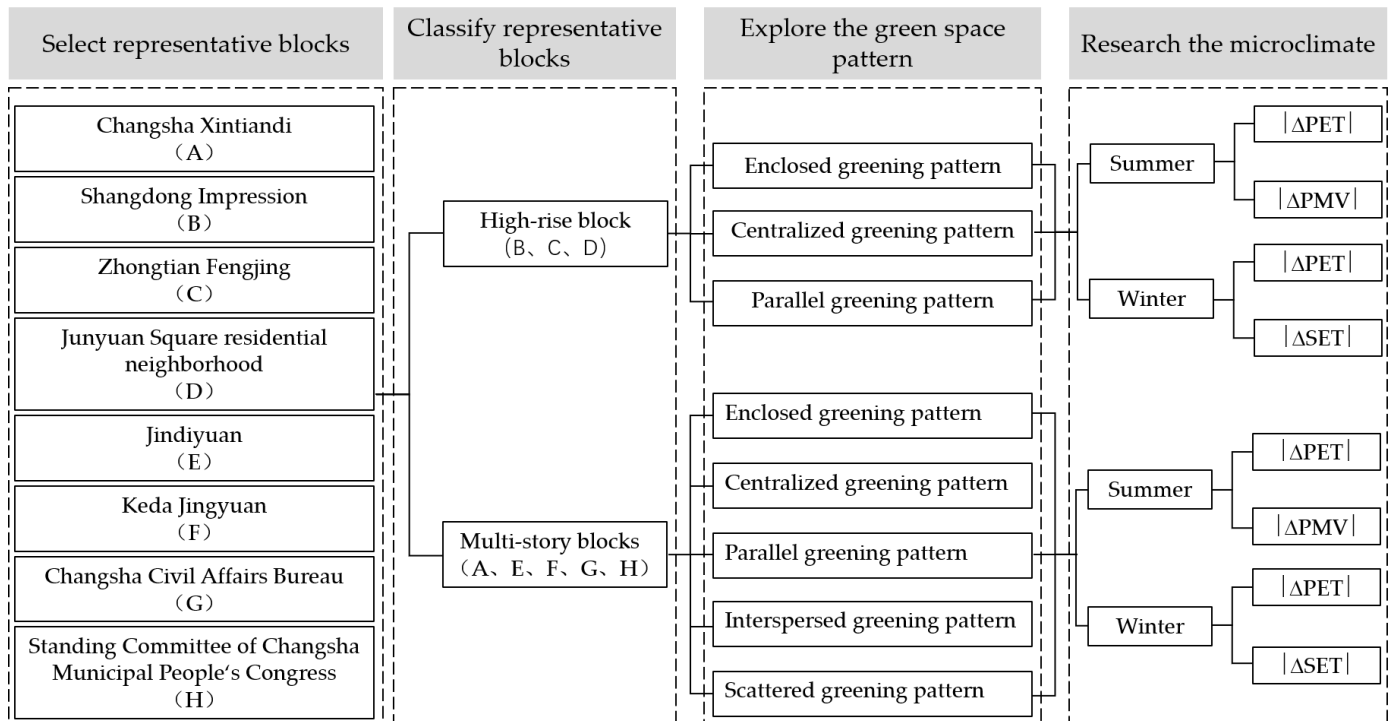 Select representative blocks
Classify representative
blocks
Explore the green space
pattern
Research the microclimate
Changsha Xintiandi
（A）
Shangdong Impression
（B）
Zhongtian Fengjing
（C）
Junyuan Square residential
neighborhood
（D）
Jindiyuan
（E）
Keda Jingyuan
（F）
Changsha Civil Affairs Bureau
（G）
Standing Committee of Changsha
Municipal People‘s Congress
（H）
High-rise block
（B、C、D）
Multi-story blocks
（A、E、F、G、H）
Enclosed greening pattern
Centralized greening pattern
Parallel greening pattern
Enclosed greening pattern
Centralized greening pattern
Parallel greening pattern
Interspersed greening pattern
Scattered greening pattern
Summer
|ΔPET|
|ΔPMV|
Winter
|ΔPET|
|ΔSET|
Summer
|ΔPET|
|ΔPMV|
Winter
|ΔPET|
|ΔSET|